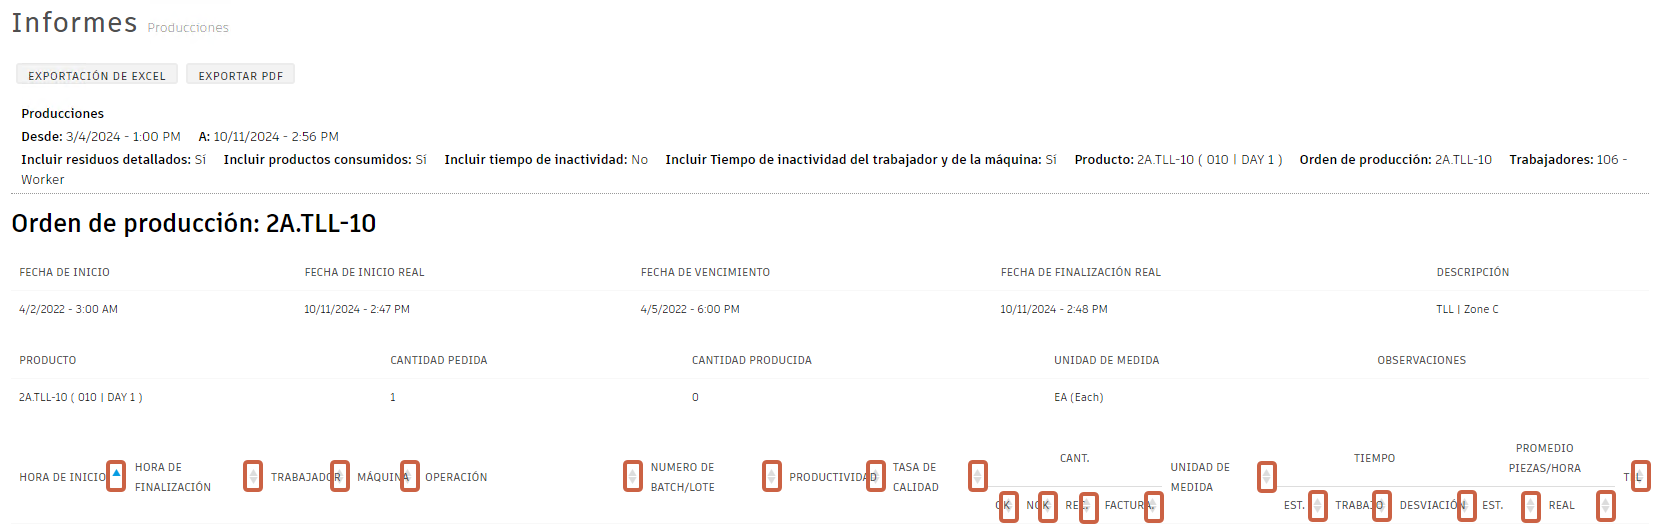 Informes Producciones
EXPORTACIÓN DE EXCEL EXPORTAR PDF
Producciones
Desde: 3/4/2024 - 1:00 PM A: 10/11/2024 - 2:56 PM
Incluir residuos detallados: Sí Incluir productos consumidos: Sí Incluir tiempo de inactividad: No Incluir Tiempo de inactividad del trabajador y de la máquina: Sí Producto: 2A.TLL-10 ( 010 | DAY 1 ) Orden de producción: 2A.TLL-10 Trabajadores: 106 -
Worker
Orden de producción: 2A.TLL-10
FECHA DE INICIO FECHA DE INICIO REAL FECHA DE VENCIMIENTO FECHA DE FINALIZACIÓN REAL DESCRIPCIÓN
4/2/2022 - 3:00 AM 10/11/2024 - 2:47 PM 4/5/2022 - 6:00 PM 10/11/2024 - 2:48 PM TLL | Zone C
PRODUCTO CANTIDAD PEDIDA CANTIDAD PRODUCIDA UNIDAD DE MEDIDA OBSERVACIONES
2A.TLL-10 ( 010 | DAY 1 ) 1 0 EA (Each)
HORA DE INICIO
HORA DE
FINALIZACIÓN
TRABAJADOR
MÁQUINA
OPERACIÓN
NUMERO DE
BATCH/LOTE
PRODUCTIVIDAD
TASA DE
CALIDAD
CANT.
OK NOK REC. FACTURA.
UNIDAD DE
MEDIDA
TIEMPO
EST. TRABAJO DESVIACIÓN
PROMEDIO
PIEZAS/HORA
EST. REAL